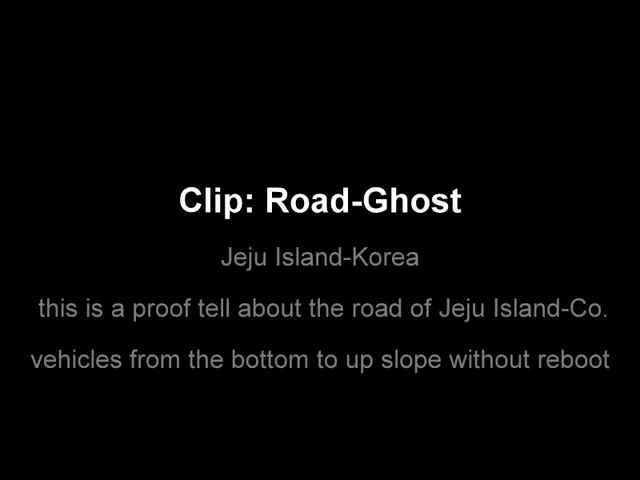 Clip: Road-Ghost
Jeju Island-Korea
this is a proof tell about the road of Jeju Island-Co.
vehicles from the bottom to up slope without reboot